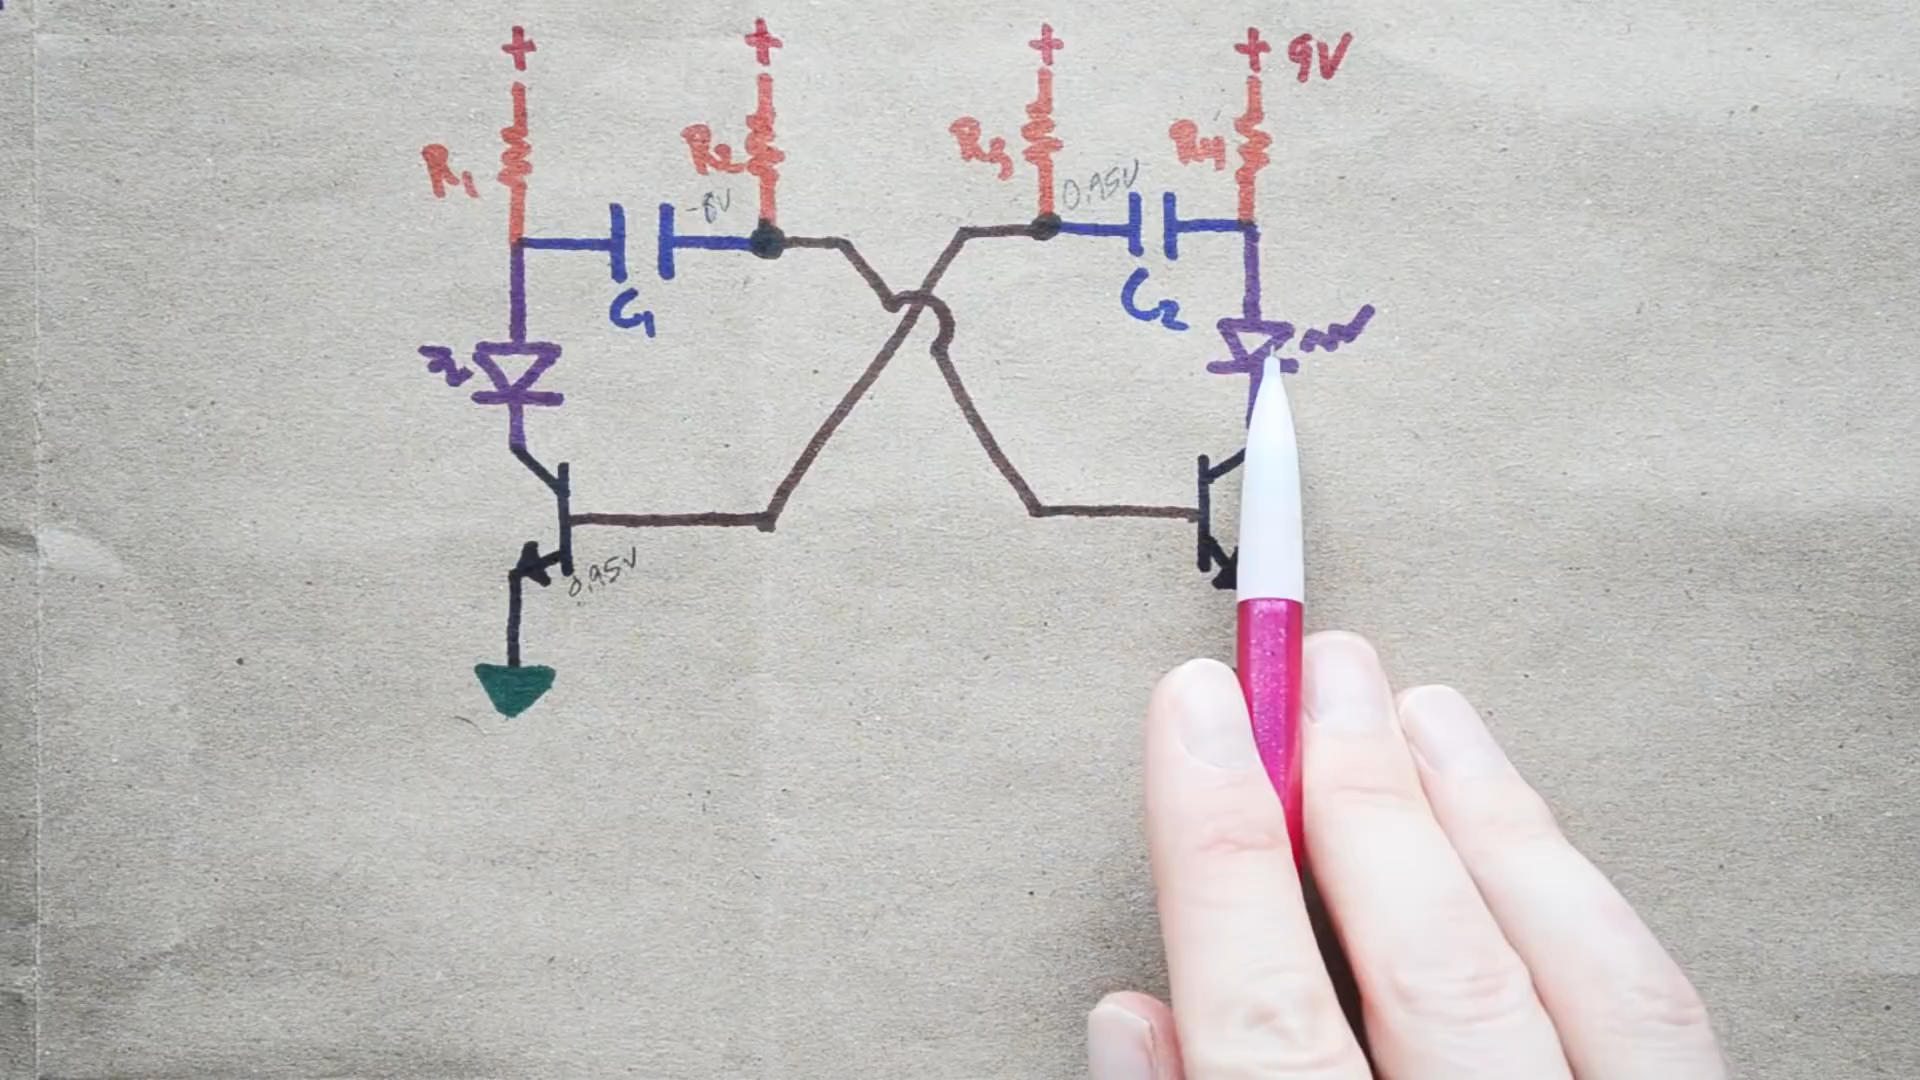 + + + + 9V
R1 R2 R3 R4
-8V 0.95V
C1 C2
0.95V